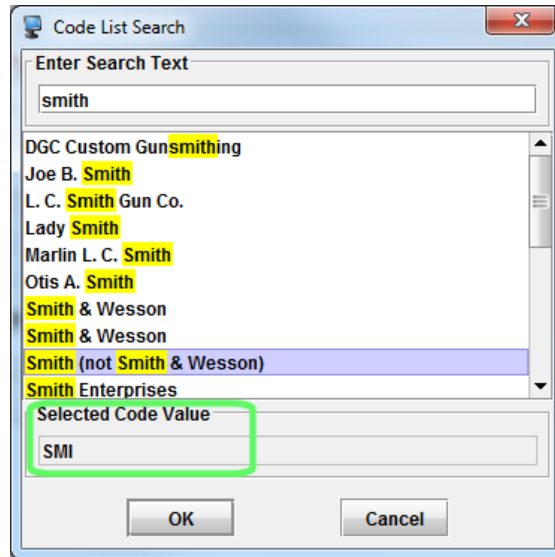 Code List Search
Enter Search Text
smith
DGC Custom Gunsmithing
Joe B. Smith
L. C. Smith Gun Co.
Lady Smith
Marlin L. C. Smith
Otis A. Smith
Smith & Wesson
Smith & Wesson
Smith (not Smith & Wesson)
Smith Enterprises
Selected Code Value
SMI
OK Cancel